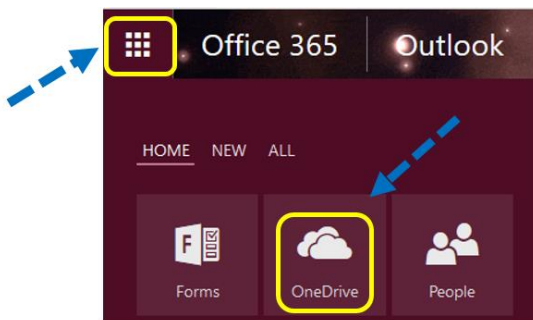 Office 365 Outlook
HOME NEW ALL
F
Forms OneDrive People